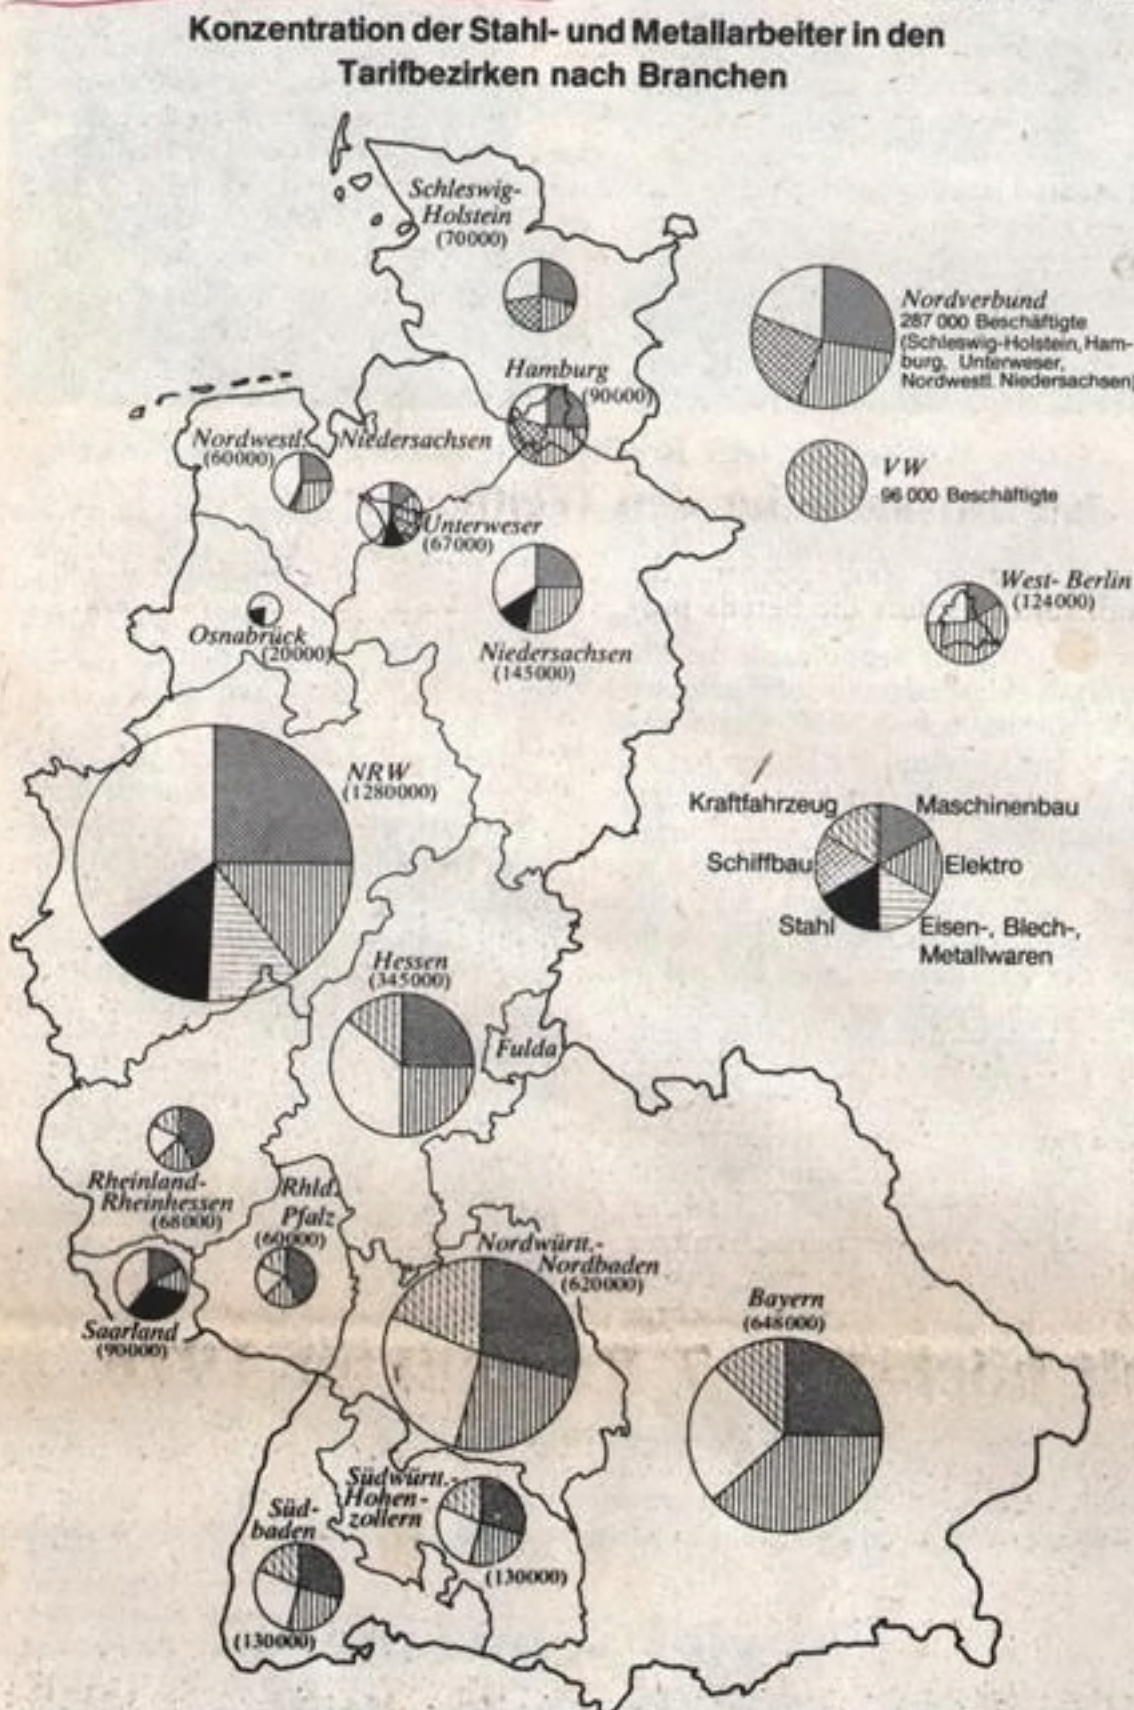 Konzentration der Stahl- und Metallarbeiter in den
Tarifbezirken nach Branchen
Schleswig-
Holstein
(70000)
Nordverbund
287 000 Beschäftigte
(Schleswig-Holstein, Ham-
burg, Unterweser,
Nordwestl. Niedersachsen)
Hamburg
(90000)
Nordwestl.
(60000)
Niedersachsen
VW
96 000 Beschäftigte
Unterweser
(67000)
West-Berlin
(124000)
Osnabrück
(20000)
Niedersachsen
(145000)
NRW
(1280000)
Kraftfahrzeug
Maschinenbau
Schiffbau
Elektro
Stahl
Eisen-, Blech-,
Metallwaren
Hessen
(345000)
Fulda
Rheinland-
Rheinhessen
(68000)
Rhld.
Pfalz
(60000)
Nordwürtt.-
Nordbaden
(620000)
Bayern
(648000)
Saarland
(90000)
Südwürtt.-
Hohen-
zollern
(130000)
Süd-
baden
(130000)